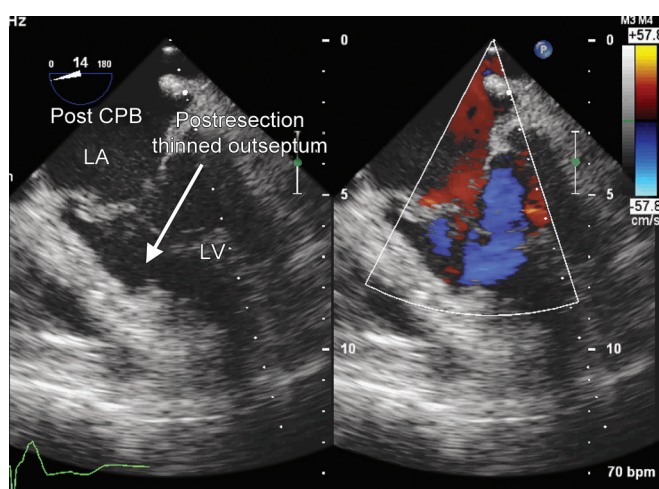 Hz
M3 M4
+57.8
0
0
0 14 180
P
Post CPB
Postresection
thinned outseptum
LA
5
5
-57.8
cm/s
LV
10
10
70 bpm